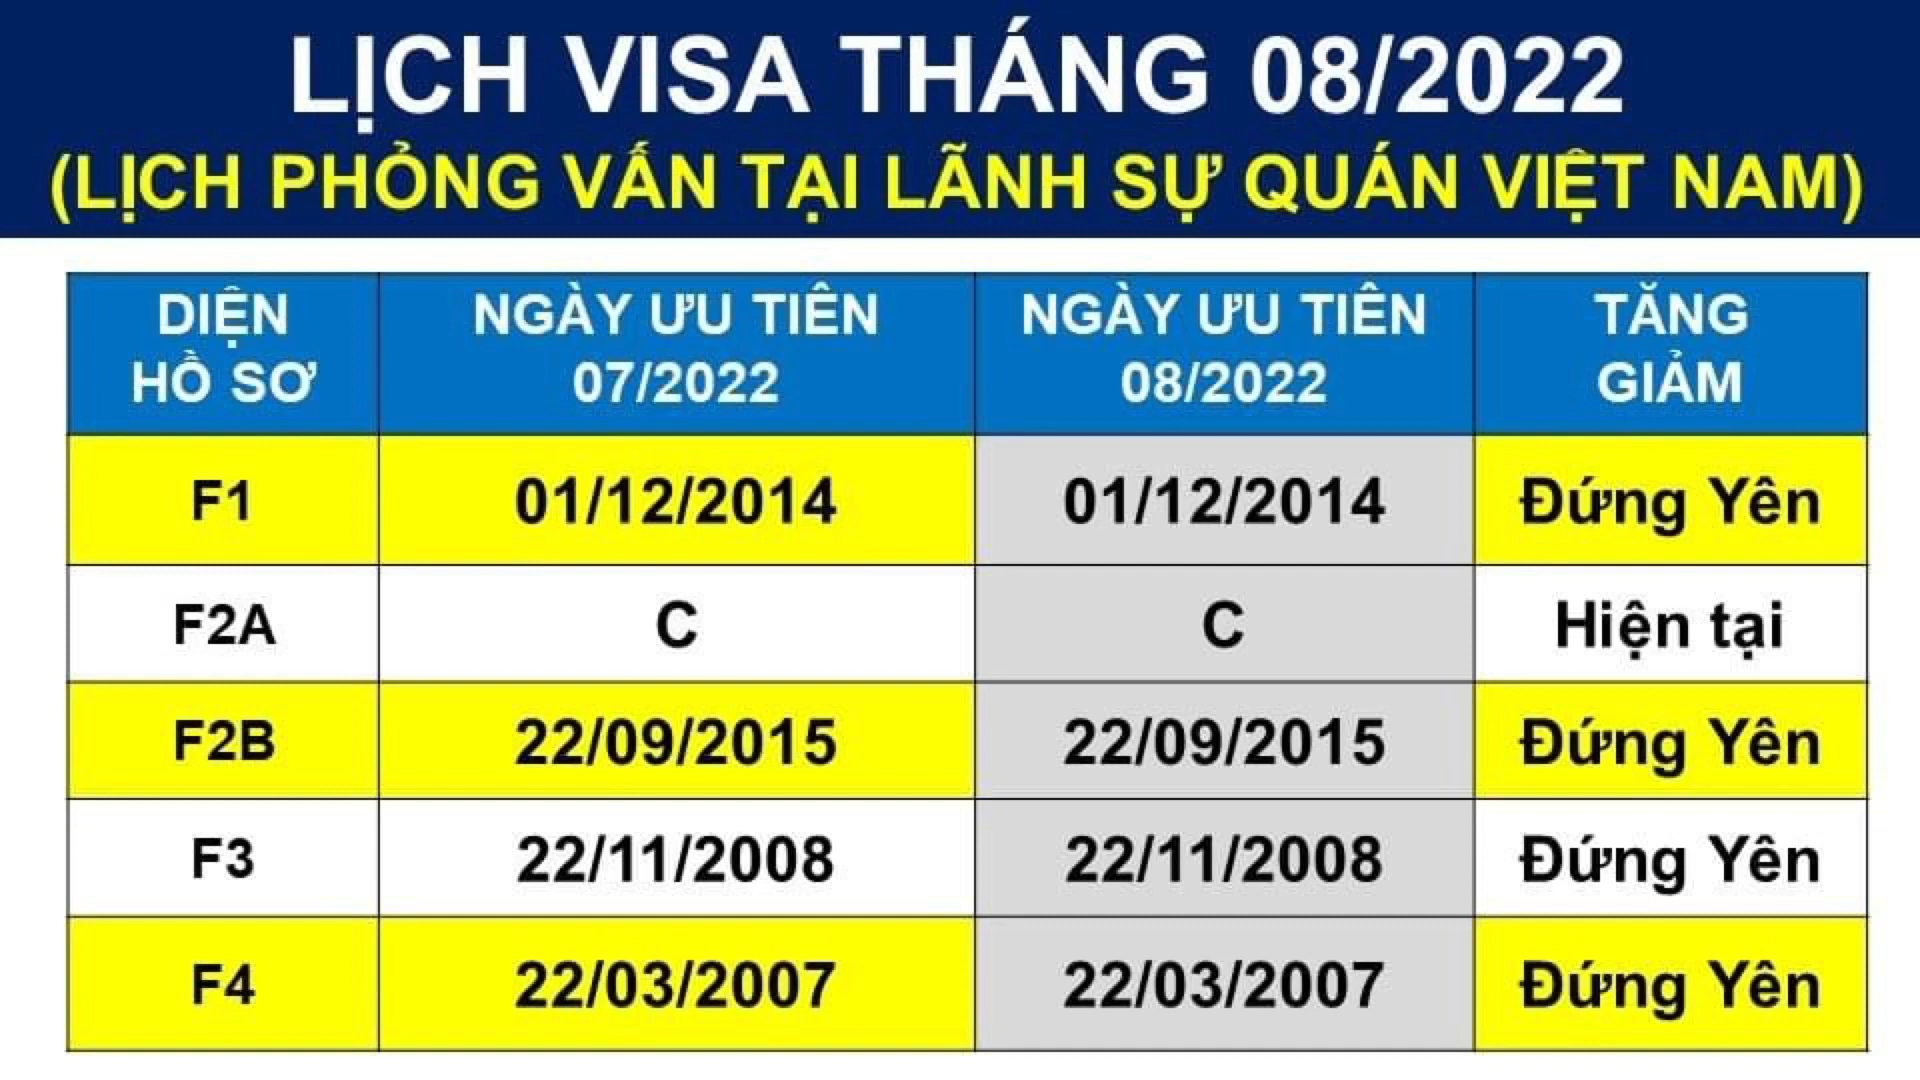 LỊCH VISA THÁNG 08/2022
(LỊCH PHỎNG VẤN TẠI LÃNH SỰ QUÁN VIỆT NAM)
DIỆN HỒ SƠ NGÀY ƯU TIÊN 07/2022 NGÀY ƯU TIÊN 08/2022 TĂNG GIẢM
F1 01/12/2014 01/12/2014 Đứng Yên
F2A C C Hiện tại
F2B 22/09/2015 22/09/2015 Đứng Yên
F3 22/11/2008 22/11/2008 Đứng Yên
F4 22/03/2007 22/03/2007 Đứng Yên